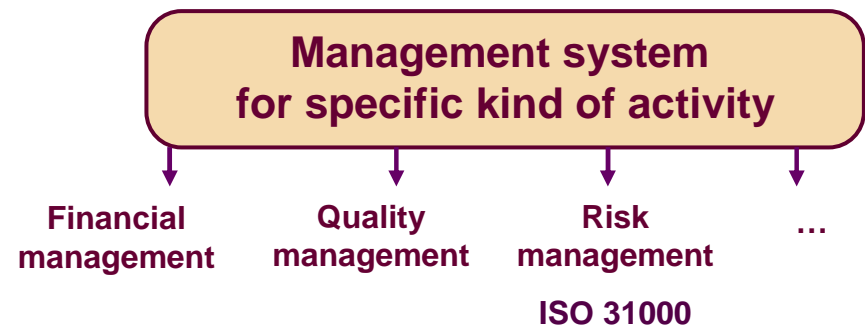 Management system
for specific kind of activity
Financial
management
Quality
management
Risk
management
...
ISO 31000